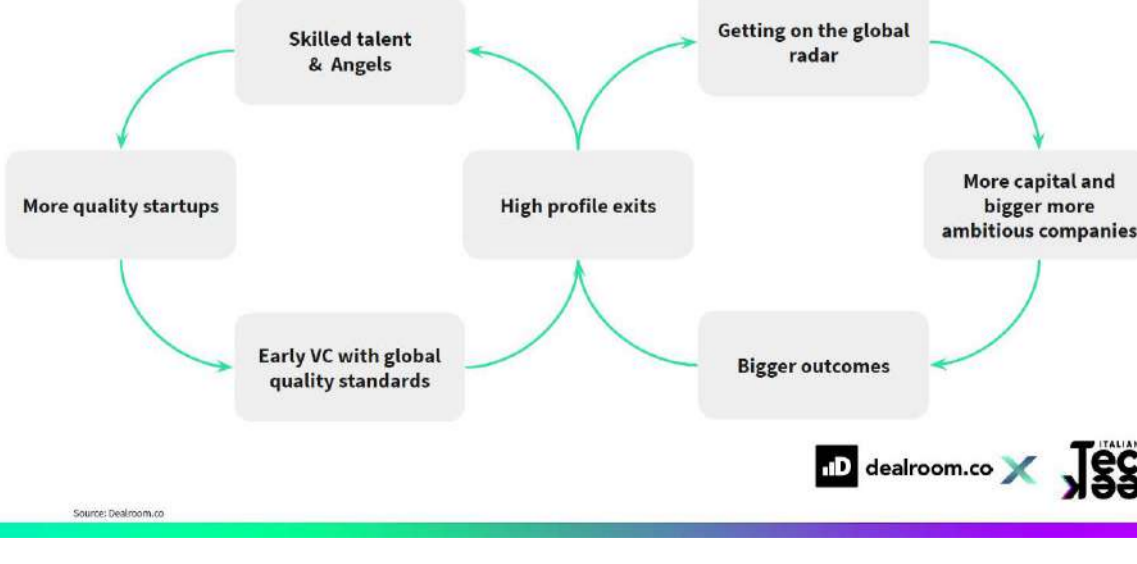 Skilled talent
& Angels
Getting on the global
radar
More quality startups
High profile exits
More capital and
bigger more
ambitious companies
Early VC with global
quality standards
Bigger outcomes
dealroom.co
Source: Dealroom.co